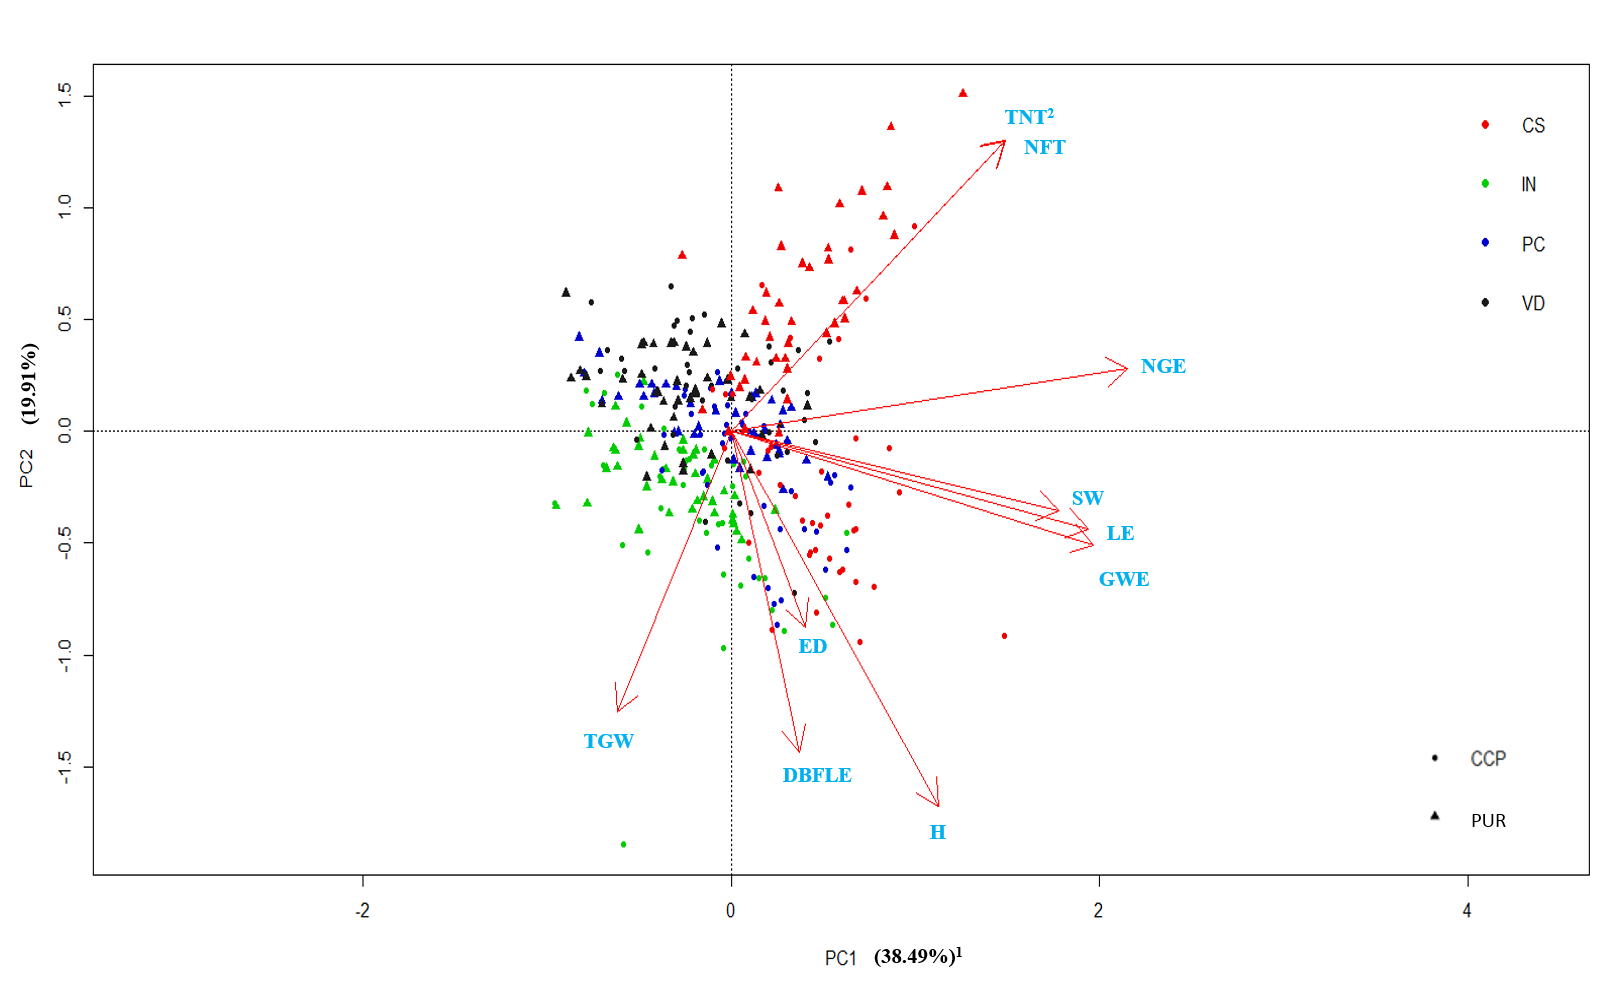 1.5
1.0
0.5
0.0
-0.5
-1.0
-1.5
PC2 (19.91%)
TNT²
NFT
NGE
SW
LE
GWE
ED
TGW
DBFLE
H
CS
IN
PC
VD
CCP
PUR
-2 0 2 4
PC1 (38.49%)¹